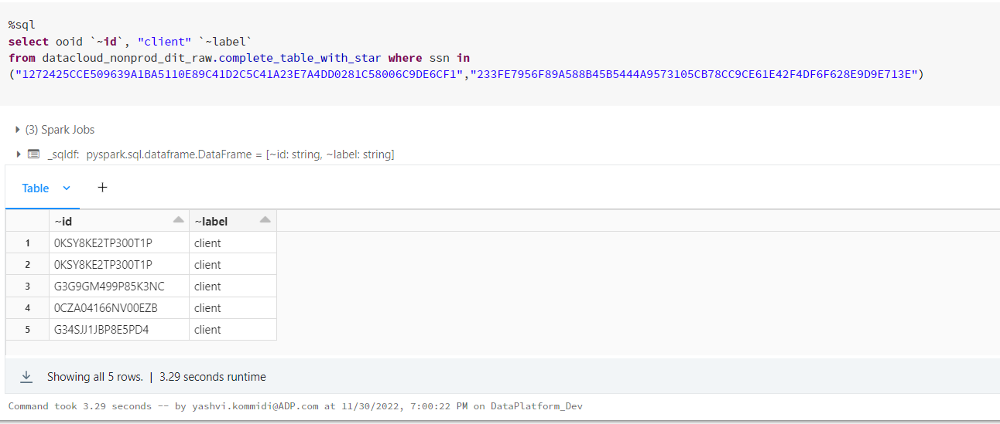 %sql
select ooid `~id`, "client" `~label`
from datacloud_nonprod_dit_raw.complete_table_with_star where ssn in
("1272425CCE509639A1BA5110E89C41D2C5C41A23E7A4DD0281C58006C9DE6CF1","233FE7956F89A588B45B5444A9573105CB78CC9CE61E42F4DF6F628E9D9E713E")
(3) Spark Jobs
_sqldf: pyspark.sql.dataframe.DataFrame = [~id: string, ~label: string]
Table +
~id ~label
1 0KSY8KE2TP300T1P client
2 0KSY8KE2TP300T1P client
3 G3G9GM499P85K3NC client
4 0CZA04166NV00EZB client
5 G34SJJ1JBP8E5PD4 client
Showing all 5 rows. | 3.29 seconds runtime
Command took 3.29 seconds -- by yashvi.kommidi@ADP.com at 11/30/2022, 7:00:22 PM on DataPlatform_Dev